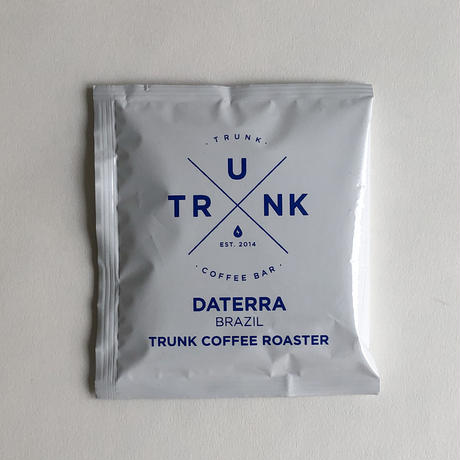 · TRUNK ·
U
TR NK
EST. 2014
· COFFEE BAR ·
DATERRA
BRAZIL
TRUNK COFFEE ROASTER